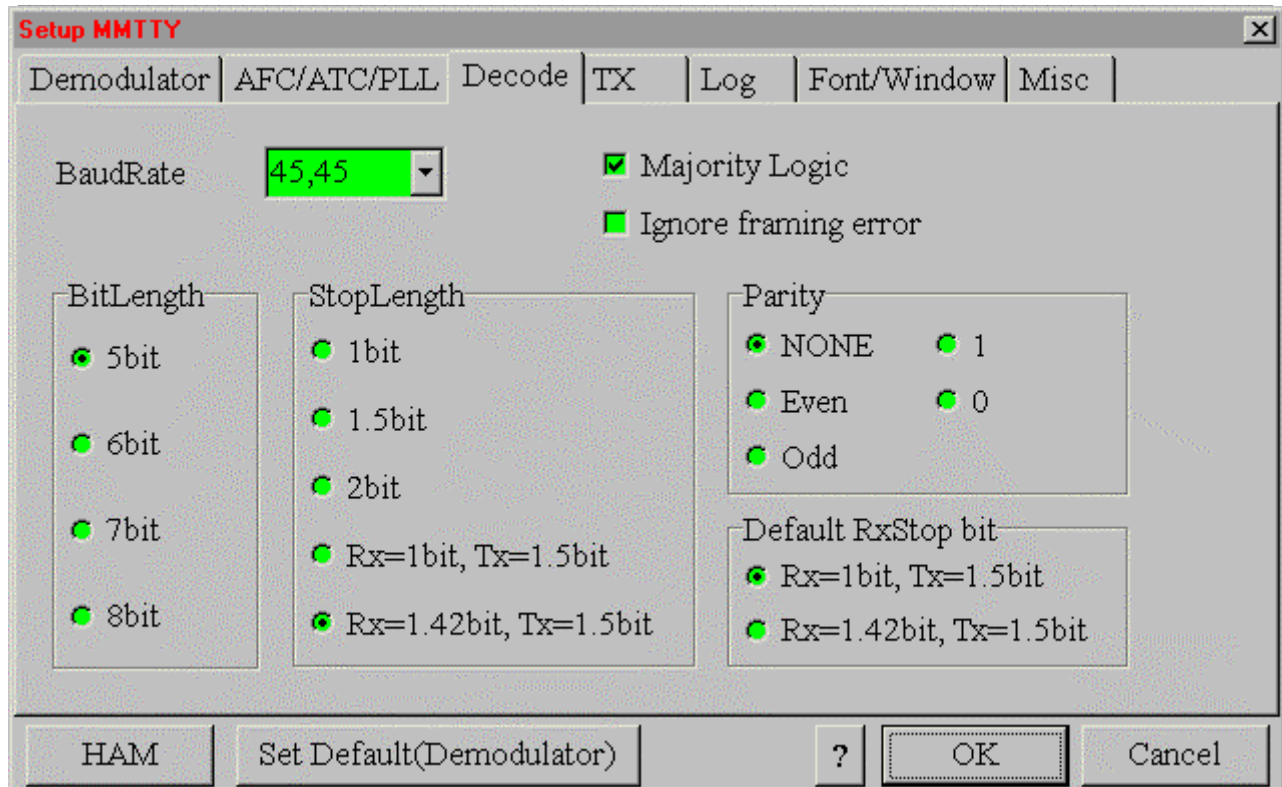 Setup MMTTY
Demodulator AFC/ATC/PLL Decode TX Log Font/Window Misc
BaudRate 45,45
Majority Logic
Ignore framing error
BitLength
5bit
6bit
7bit
8bit
StopLength
1bit
1.5bit
2bit
Rx=1bit, Tx=1.5bit
Rx=1.42bit, Tx=1.5bit
Parity
NONE 1
Even 0
Odd
Default RxStop bit
Rx=1bit, Tx=1.5bit
Rx=1.42bit, Tx=1.5bit
HAM Set Default(Demodulator) ? OK Cancel